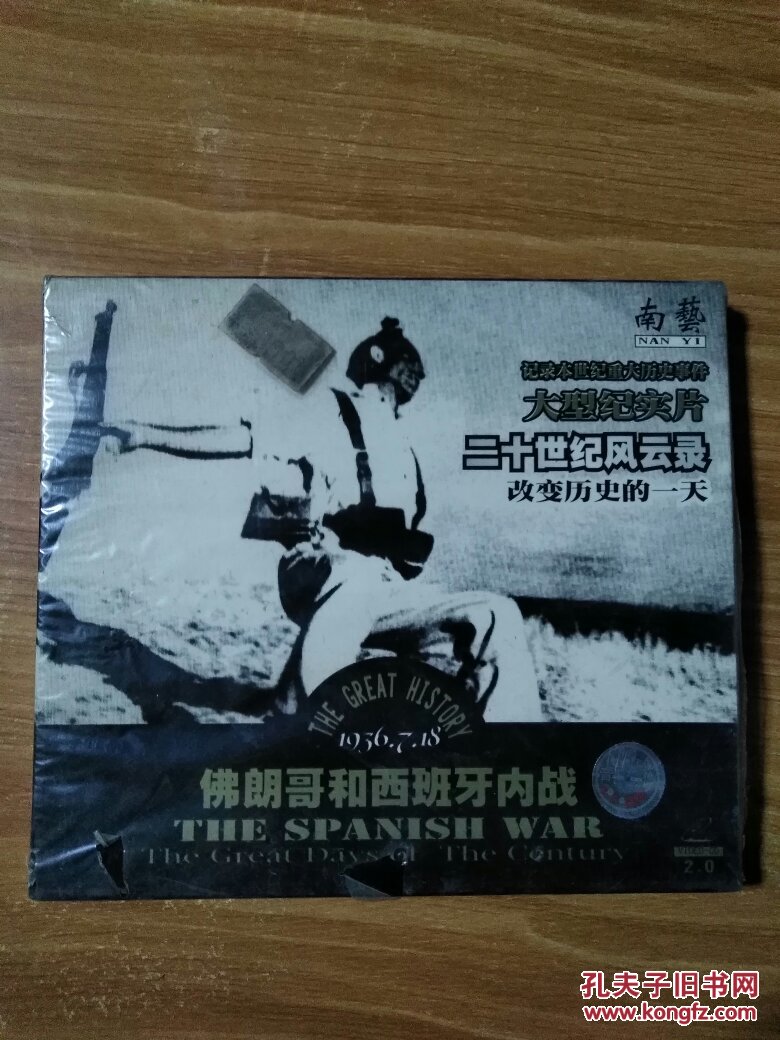 南藝
NAN YI
记录本世纪重大历史事件
大型纪实片
二十世纪风云录
改变历史的一天
THE GREAT HISTORY
1936.7.18
佛朗哥和西班牙内战
THE SPANISH WAR
The Great Days of The Century
2.0
孔夫子旧书网
www.kongfz.com